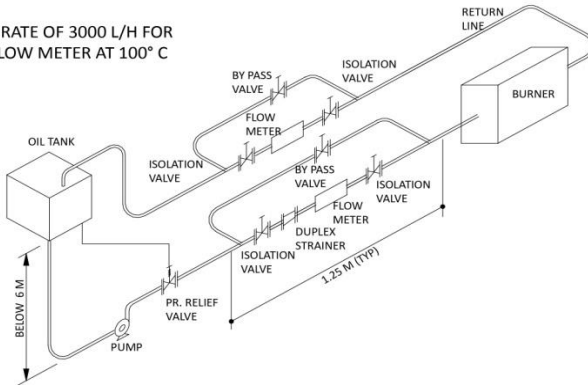 RATE OF 3000 L/H FOR
LOW METER AT 100° C
RETURN
LINE
ISOLATION
VALVE
BY PASS
VALVE
FLOW
METER
BURNER
OIL TANK
ISOLATION
VALVE
BY PASS
VALVE
ISOLATION
VALVE
FLOW
METER
DUPLEX
STRAINER
ISOLATION
VALVE
1.25 M (TYP)
PR. RELIEF
VALVE
BELOW 6 M
PUMP